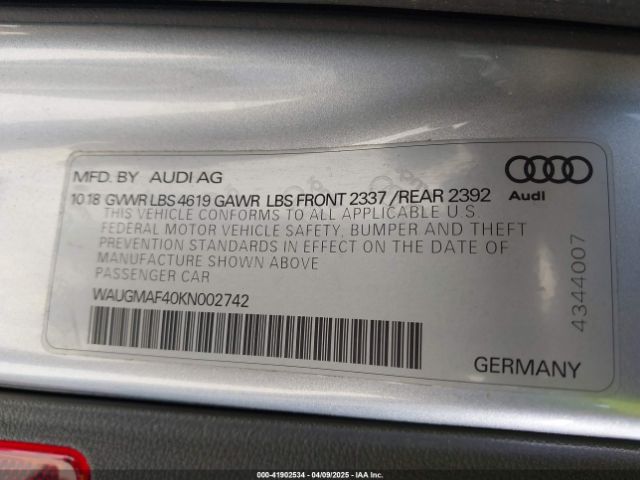 MFD. BY AUDI AG
10 18 GVWR LBS 4619 GAWR LBS FRONT 2337 /REAR 2392
THIS VEHICLE CONFORMS TO ALL APPLICABLE U.S.
FEDERAL MOTOR VEHICLE SAFETY, BUMPER AND THEFT
PREVENTION STANDARDS IN EFFECT ON THE DATE OF
MANUFACTURE SHOWN ABOVE
PASSENGER CAR
WAUGMAF40KN002742
Audi
4344007
GERMANY
000-41902534 - 04/09/2025 - IAAI.COM